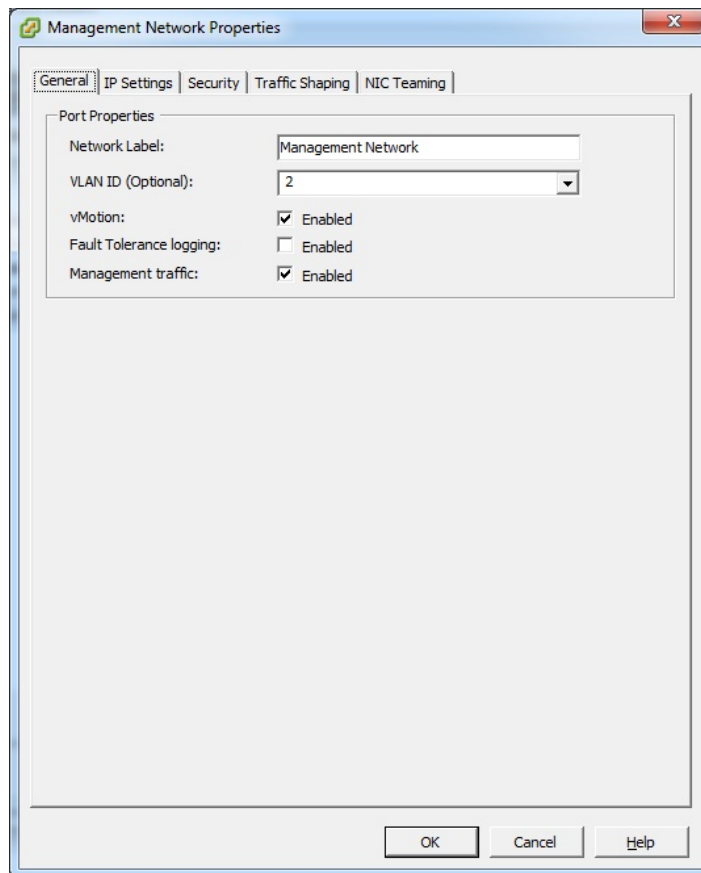 Management Network Properties
General IP Settings Security Traffic Shaping NIC Teaming
Port Properties
Network Label: Management Network
VLAN ID (Optional): 2
vMotion: Enabled
Fault Tolerance logging: Enabled
Management traffic: Enabled
OK Cancel Help